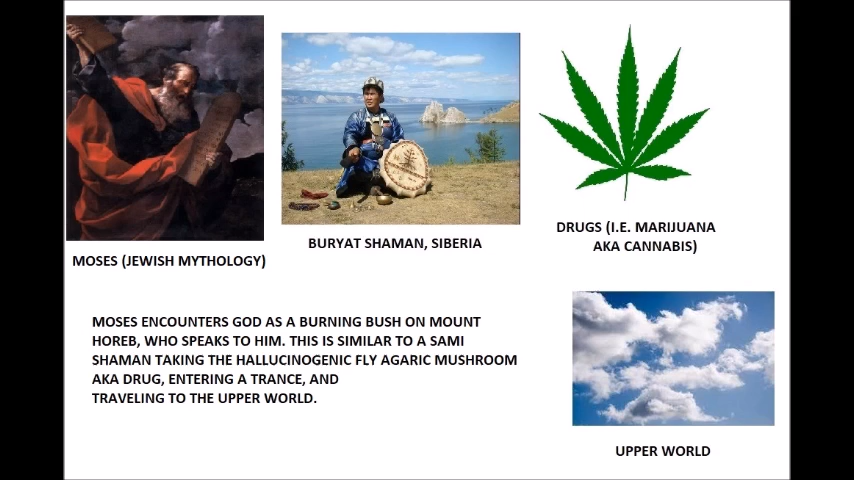 MOSES (JEWISH MYTHOLOGY)
BURYAT SHAMAN, SIBERIA
DRUGS (I.E. MARIJUANA
AKA CANNABIS)
MOSES ENCOUNTERS GOD AS A BURNING BUSH ON MOUNT
HOREB, WHO SPEAKS TO HIM. THIS IS SIMILAR TO A SAMI
SHAMAN TAKING THE HALLUCINOGENIC FLY AGARIC MUSHROOM
AKA DRUG, ENTERING A TRANCE, AND
TRAVELING TO THE UPPER WORLD.
UPPER WORLD